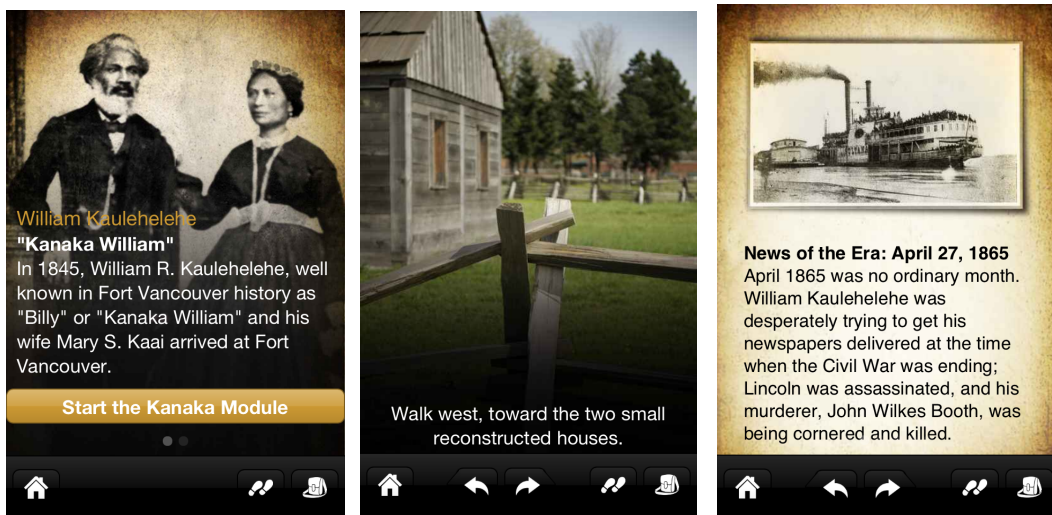 William Kaulehelehe
"Kanaka William"
In 1845, William R. Kaulehelehe, well
known in Fort Vancouver history as
"Billy" or "Kanaka William" and his
wife Mary S. Kaai arrived at Fort
Vancouver.
Start the Kanaka Module
Walk west, toward the two small
reconstructed houses.
News of the Era: April 27, 1865
April 1865 was no ordinary month.
William Kaulehelehe was
desperately trying to get his
newspapers delivered at the time
when the Civil War was ending;
Lincoln was assassinated, and his
murderer, John Wilkes Booth, was
being cornered and killed.